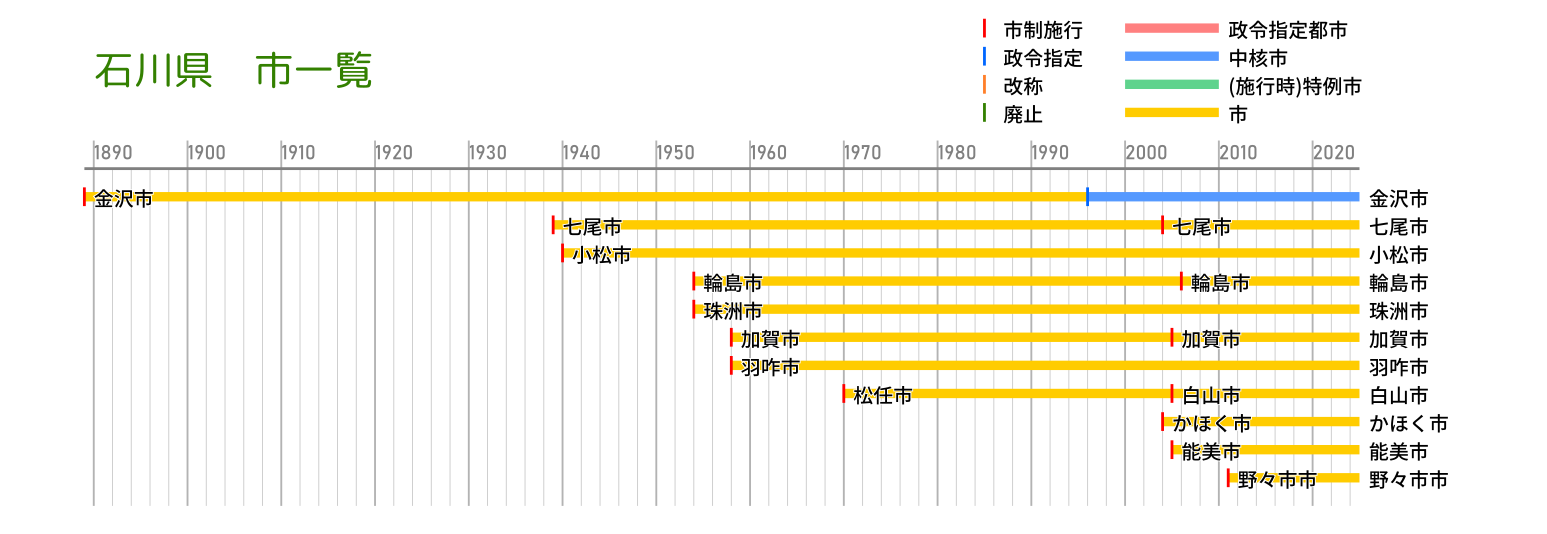 石川県　市一覧
市制施行
政令指定
改称
廃止
政令指定都市
中核市
(施行時)特例市
市
1890 1900 1910 1920 1930 1940 1950 1960 1970 1980 1990 2000 2010 2020
金沢市 金沢市
七尾市 七尾市 七尾市
小松市 小松市
輪島市 輪島市 輪島市
珠洲市 珠洲市
加賀市 加賀市 加賀市
羽咋市 羽咋市
松任市 白山市 白山市
かほく市 かほく市
能美市 能美市
野々市市 野々市市